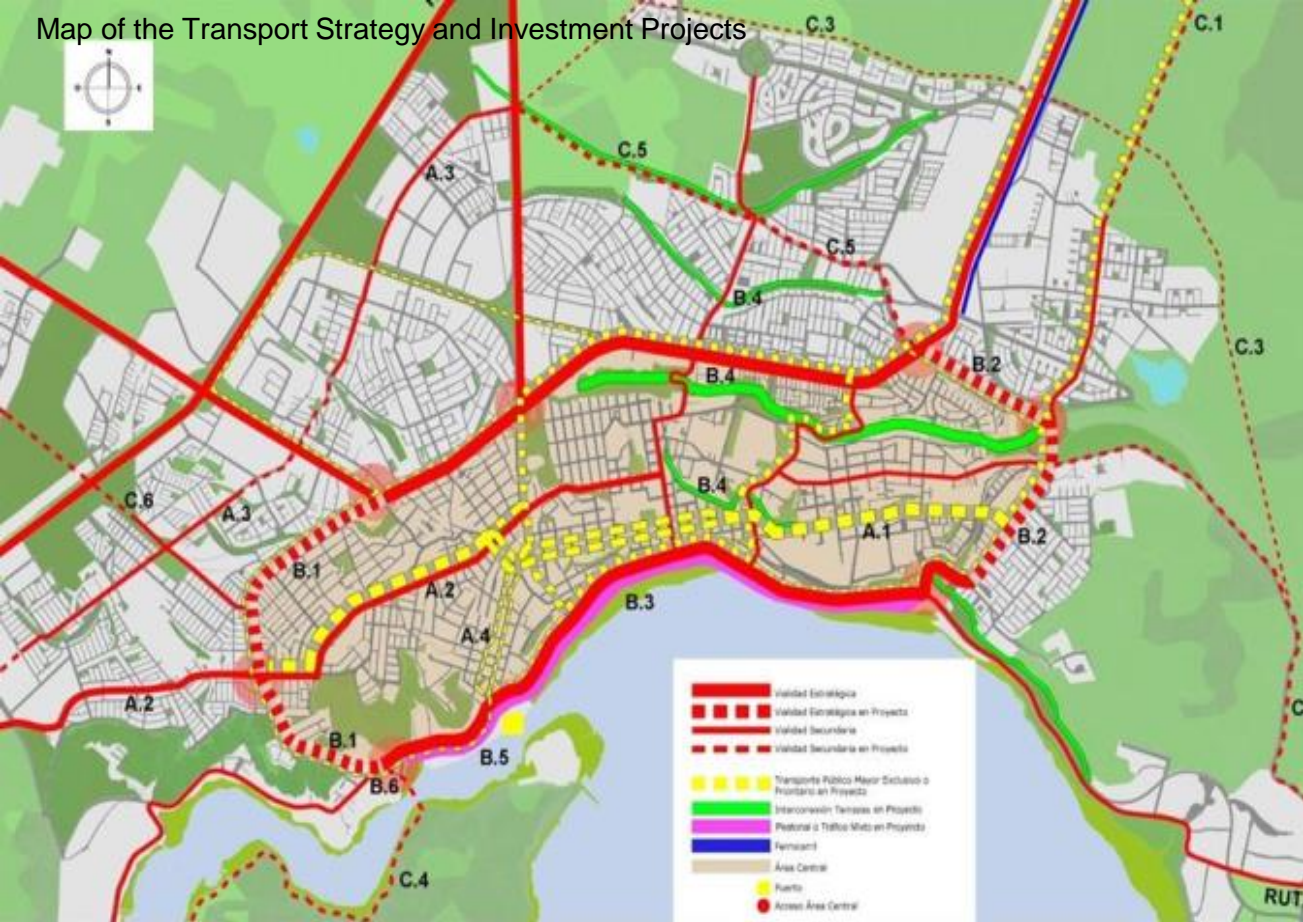 Map of the Transport Strategy and Investment Projects
N
S
C.3
C.1
A.3
C.5
C.5
B.4
C.3
B.2
B.4
C.6
A.3
B.4
A.1
B.2
B.1
A.2
B.3
A.4
A.2
B.1
B.5
B.6
C.4
C
RUT
Vialidad Estratégica
Vialidad Estratégica en Proyecto
Vialidad Secundaria
Vialidad Secundaria en Proyecto
Transporte Público Mayor Exclusivo o
Prioritario en Proyecto
Interconexión Terrazas en Proyecto
Peatonal o Tráfico Mixto en Proyecto
Ferrocarril
Área Central
Puerto
Acceso Área Central